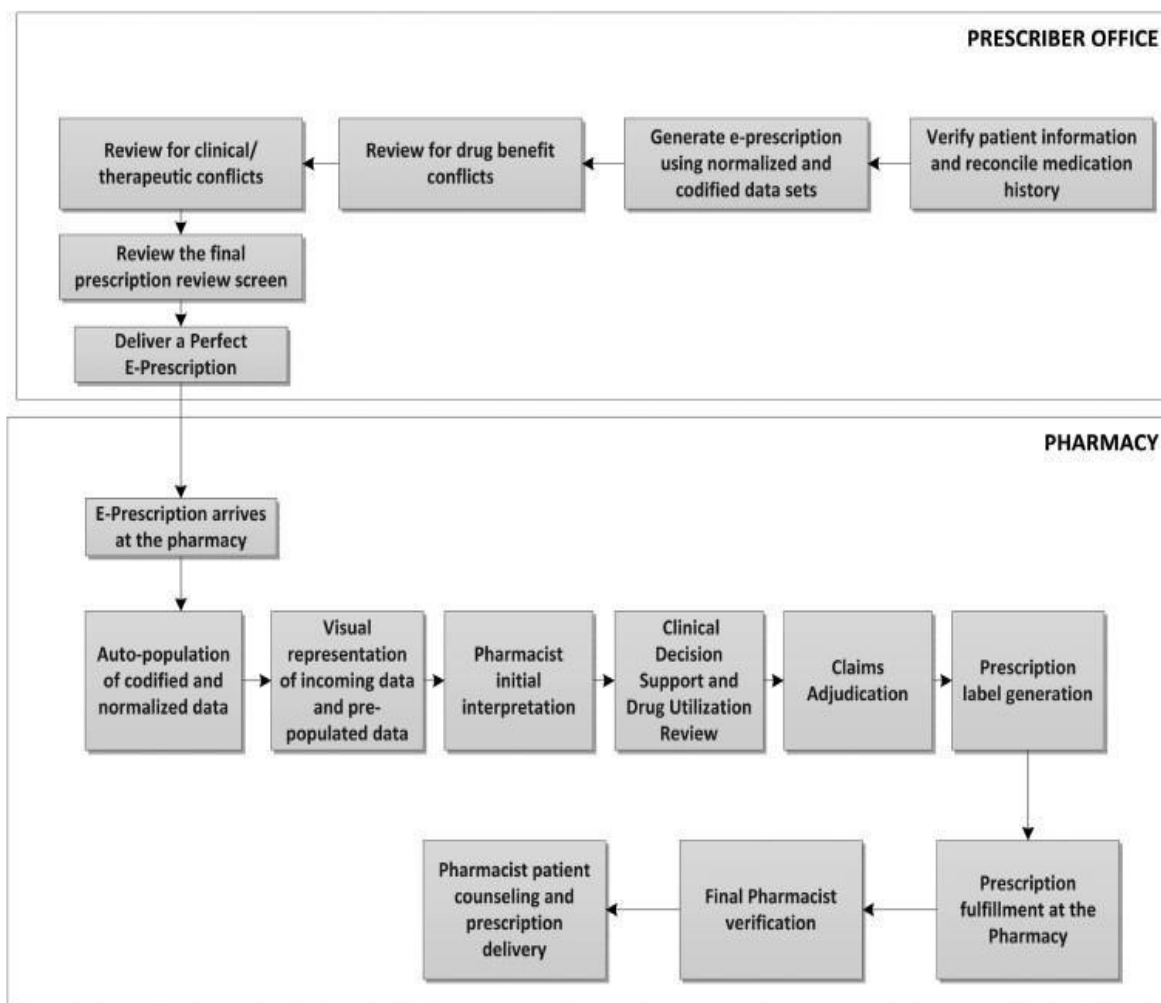 PRESCRIBER OFFICE
Verify patient information
and reconcile medication
history
Generate e-prescription
using normalized and
codified data sets
Review for drug benefit
conflicts
Review for clinical/
therapeutic conflicts
Review the final
prescription review screen
Deliver a Perfect
E-Prescription
PHARMACY
E-Prescription arrives
at the pharmacy
Auto-population
of codified and
normalized data
Visual
representation
of incoming data
and pre-
populated data
Pharmacist
initial
interpretation
Clinical
Decision
Support and
Drug Utilization
Review
Claims
Adjudication
Prescription
label generation
Prescription
fulfillment at the
Pharmacy
Final Pharmacist
verification
Pharmacist patient
counseling and
prescription
delivery